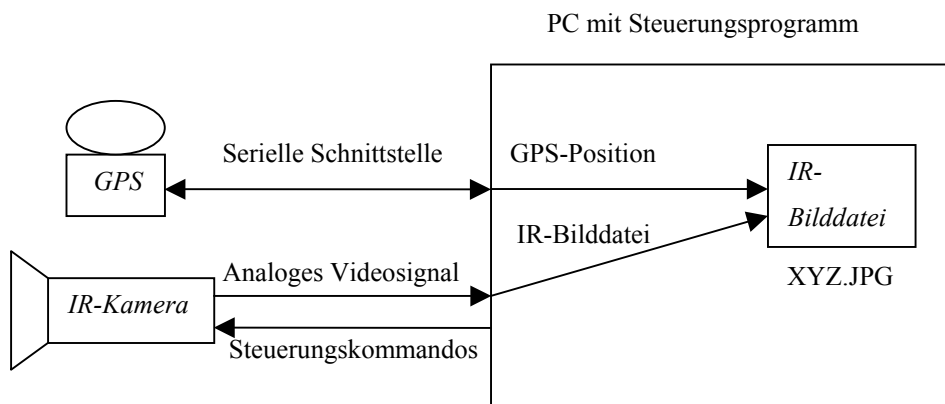 PC mit Steuerungsprogramm
Serielle Schnittstelle
GPS-Position
GPS
IR-
Bilddatei
IR-Bilddatei
XYZ.JPG
Analoges Videosignal
IR-Kamera
Steuerungskommandos